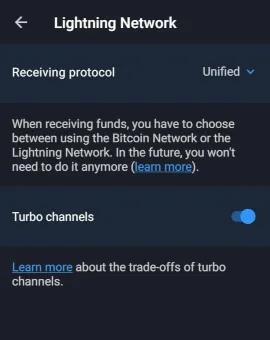 Lightning Network
Receiving protocol Unified
When receiving funds, you have to choose
between using the Bitcoin Network or the
Lightning Network. In the future, you won't
need to do it anymore (learn more).
Turbo channels
Learn more about the trade-offs of turbo
channels.